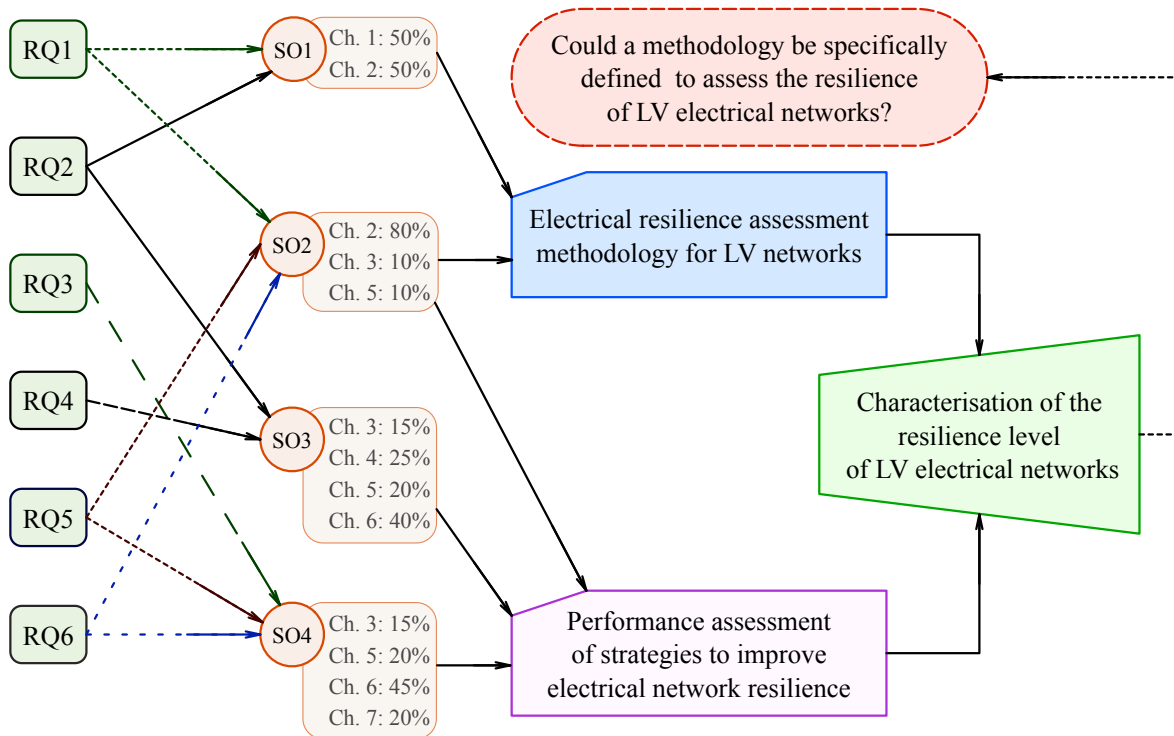 RQ1
RQ2
RQ3
RQ4
RQ5
RQ6
SO1
Ch. 1: 50%
Ch. 2: 50%
SO2
Ch. 2: 80%
Ch. 3: 10%
Ch. 5: 10%
SO3
Ch. 3: 15%
Ch. 4: 25%
Ch. 5: 20%
Ch. 6: 40%
SO4
Ch. 3: 15%
Ch. 5: 20%
Ch. 6: 45%
Ch. 7: 20%
Could a methodology be specifically
defined to assess the resilience
of LV electrical networks?
Electrical resilience assessment
methodology for LV networks
Performance assessment
of strategies to improve
electrical network resilience
Characterisation of the
resilience level
of LV electrical networks